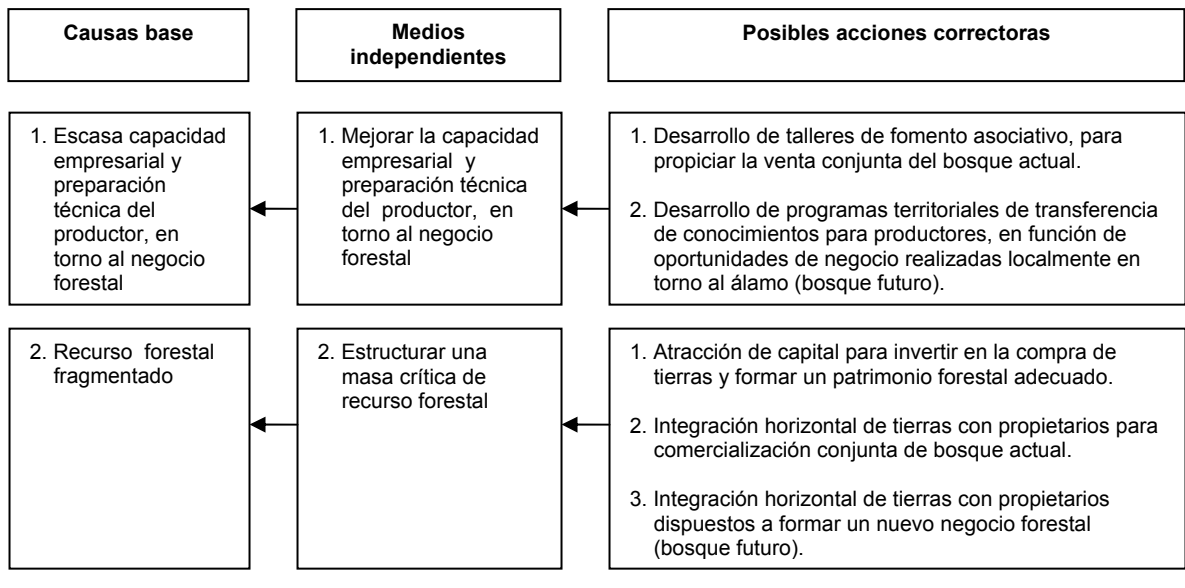 Causas base
Medios
independientes
Posibles acciones correctoras
1. Escasa capacidad
empresarial y
preparación
técnica del
productor, en
torno al negocio
forestal
1. Mejorar la capacidad
empresarial y
preparación técnica
del productor, en
torno al negocio
forestal
1. Desarrollo de talleres de fomento asociativo, para
propiciar la venta conjunta del bosque actual.
2. Desarrollo de programas territoriales de transferencia
de conocimientos para productores, en función de
oportunidades de negocio realizadas localmente en
torno al álamo (bosque futuro).
2. Recurso forestal
fragmentado
2. Estructurar una
masa crítica de
recurso forestal
1. Atracción de capital para invertir en la compra de
tierras y formar un patrimonio forestal adecuado.
2. Integración horizontal de tierras con propietarios para
comercialización conjunta de bosque actual.
3. Integración horizontal de tierras con propietarios
dispuestos a formar un nuevo negocio forestal
(bosque futuro).